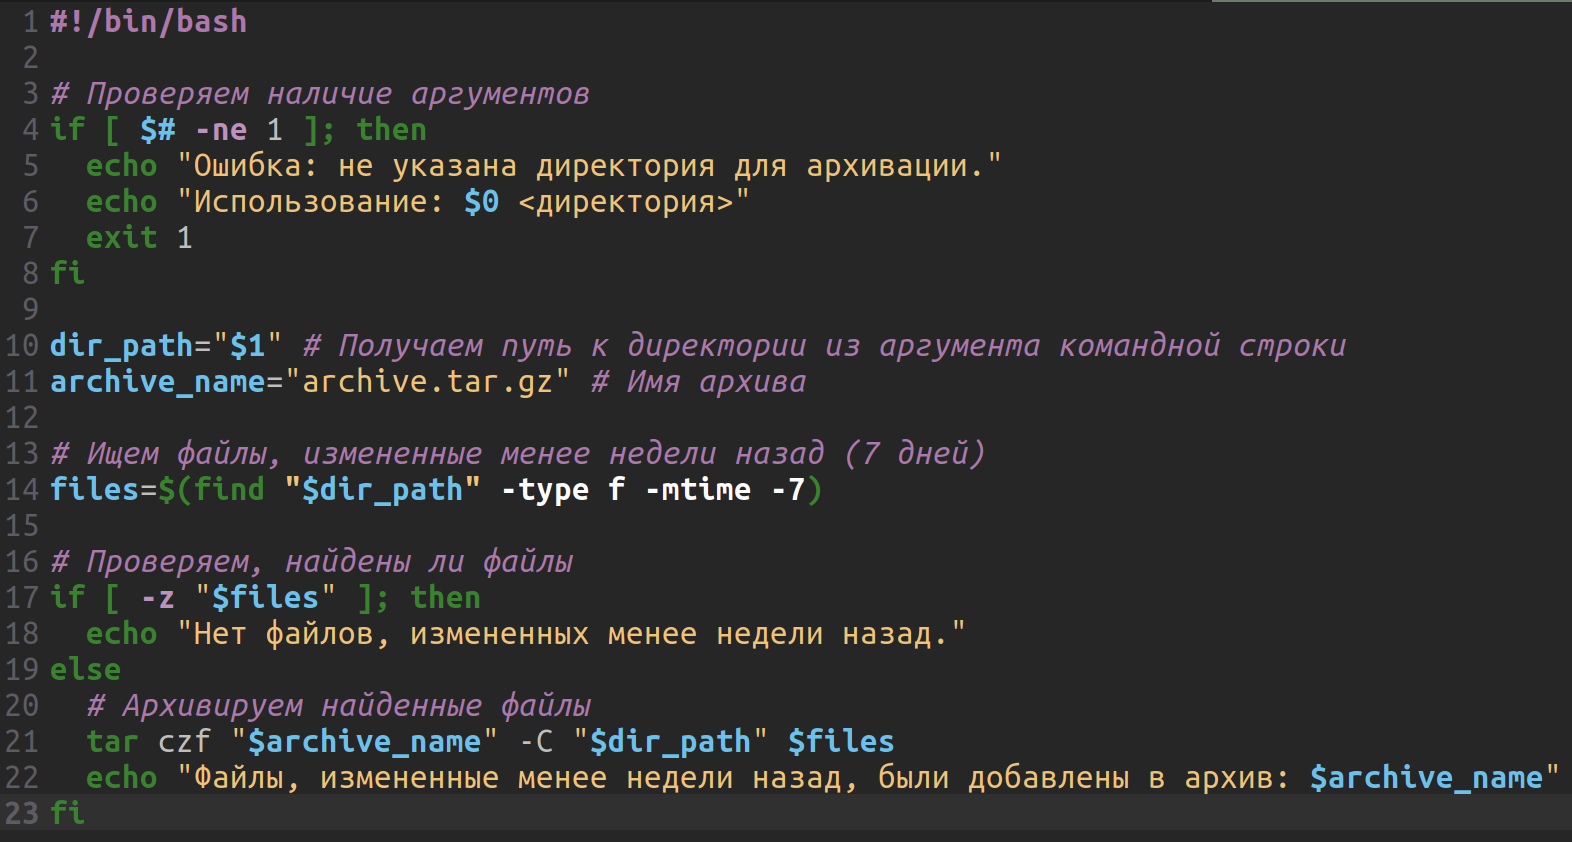 1 #!/bin/bash
2
3 # Проверяем наличие аргументов
4 if [ $# -ne 1 ]; then
5   echo "Ошибка: не указана директория для архивации."
6   echo "Использование: $0 <директория>"
7   exit 1
8 fi
9
10 dir_path="$1" # Получаем путь к директории из аргумента командной строки
11 archive_name="archive.tar.gz" # Имя архива
12
13 # Ищем файлы, измененные менее недели назад (7 дней)
14 files=$(find "$dir_path" -type f -mtime -7)
15
16 # Проверяем, найдены ли файлы
17 if [ -z "$files" ]; then
18   echo "Нет файлов, измененных менее недели назад."
19 else
20   # Архивируем найденные файлы
21   tar czf "$archive_name" -C "$dir_path" $files
22   echo "Файлы, измененные менее недели назад, были добавлены в архив: $archive_name"
23 fi